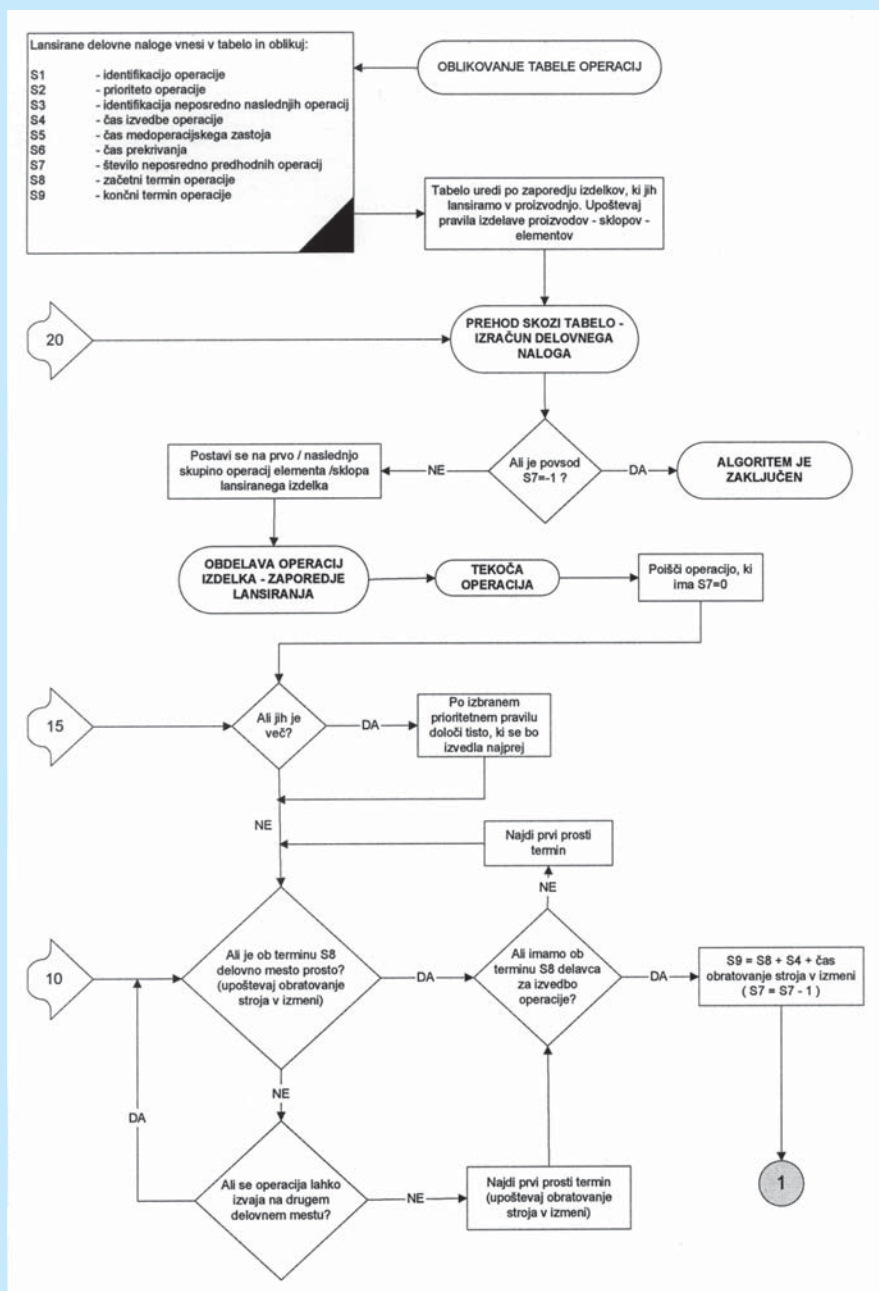 Lansirane delovne naloge vnesi v tabelo in oblikuj:
S1 - identifikacijo operacije
S2 - prioriteto operacije
S3 - identifikacija neposredno naslednjih operacij
S4 - čas izvedbe operacije
S5 - čas medoperacijskega zastoja
S6 - čas prekrivanja
S7 - število neposredno predhodnih operacij
S8 - začetni termin operacije
S9 - končni termin operacije
OBLIKOVANJE TABELE OPERACIJ
Tabelo uredi po zaporedju izdelkov, ki jih
lansiramo v proizvodnjo. Upoštevaj
pravila izdelave proizvodov - sklopov -
elementov
20
PREHOD SKOZI TABELO -
IZRAČUN DELOVNEGA
NALOGA
Postavi se na prvo / naslednjo
skupino operacij elementa /sklopa
lansiranega izdelka
NE
Ali je povsod
S7=-1 ?
DA
ALGORITEM JE
ZAKLJUČEN
OBDELAVA OPERACIJ
IZDELKA - ZAPOREDJE
LANSIRANJA
TEKOČA
OPERACIJA
Poišči operacijo, ki
ima S7=0
15
Ali jih je
več?
DA
Po izbranem
prioritetnem pravilu
določi tisto, ki se bo
izvedla najprej
NE
Najdi prvi prosti
termin
NE
10
Ali je ob terminu S8
delovno mesto prosto?
(upoštevaj obratovanje
stroja v izmeni)
DA
Ali imamo ob
terminu S8 delavca
za izvedbo
operacije?
DA
S9 = S8 + S4 + čas
obratovanje stroja v izmeni
( S7 = S7 - 1 )
NE
DA
Ali se operacija lahko
izvaja na drugem
delovnem mestu?
NE
Najdi prvi prosti termin
(upoštevaj obratovanje
stroja v izmeni)
1